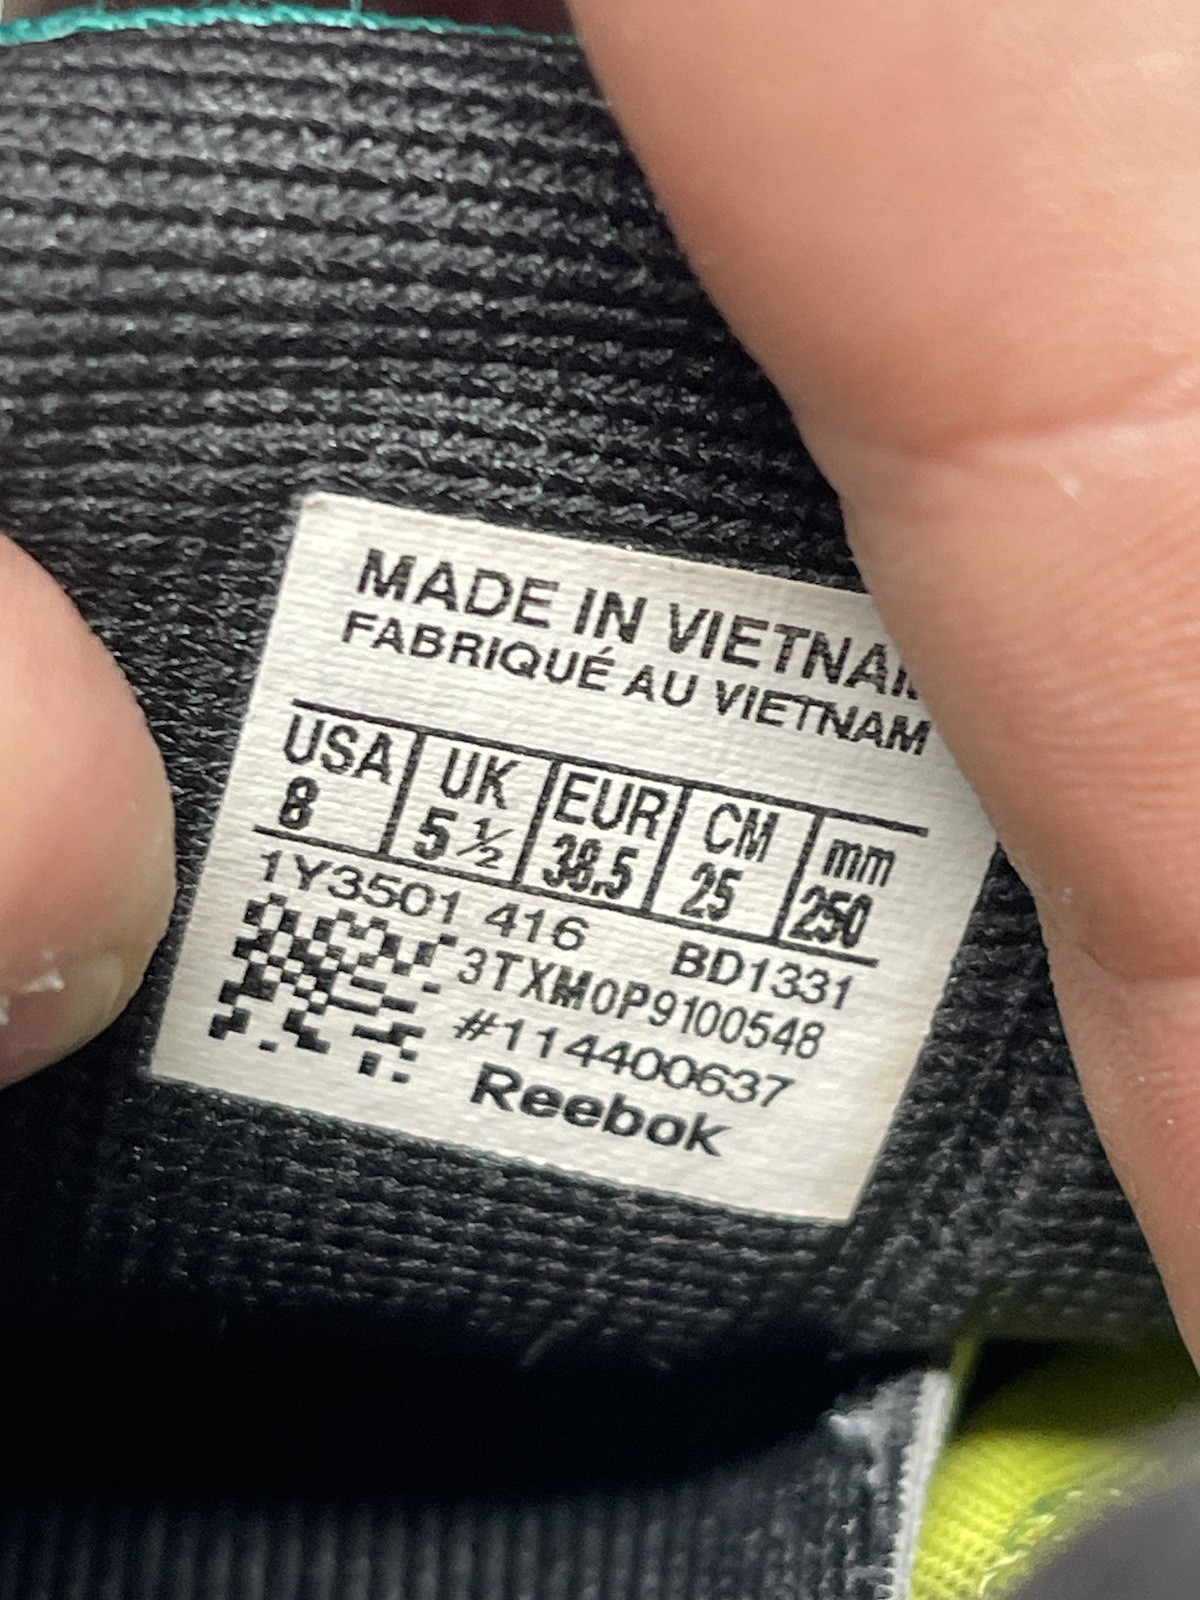 MADE IN VIETNAM
FABRIQUÉ AU VIETNAM
USA UK EUR CM mm
8 5 ½ 38.5 25 250
1Y3501 416 BD1331
3TXM0P9100548
#114400637
Reebok